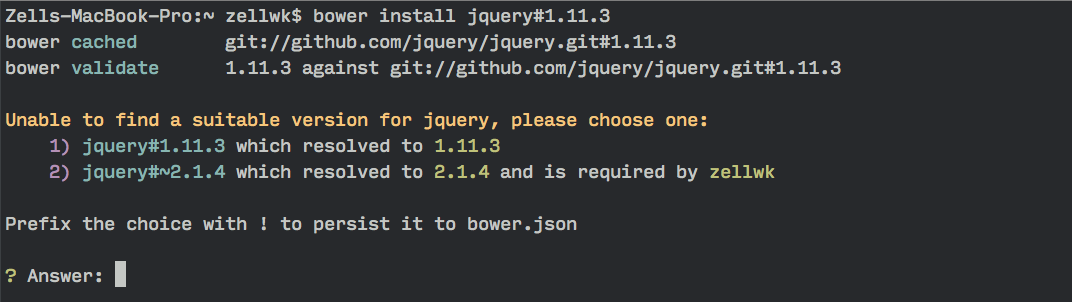 Zells-MacBook-Pro:~ zellwk$ bower install jquery#1.11.3
bower cached        git://github.com/jquery/jquery.git#1.11.3
bower validate      1.11.3 against git://github.com/jquery/jquery.git#1.11.3
Unable to find a suitable version for jquery, please choose one:
    1) jquery#1.11.3 which resolved to 1.11.3
    2) jquery#~2.1.4 which resolved to 2.1.4 and is required by zellwk
Prefix the choice with ! to persist it to bower.json
? Answer: